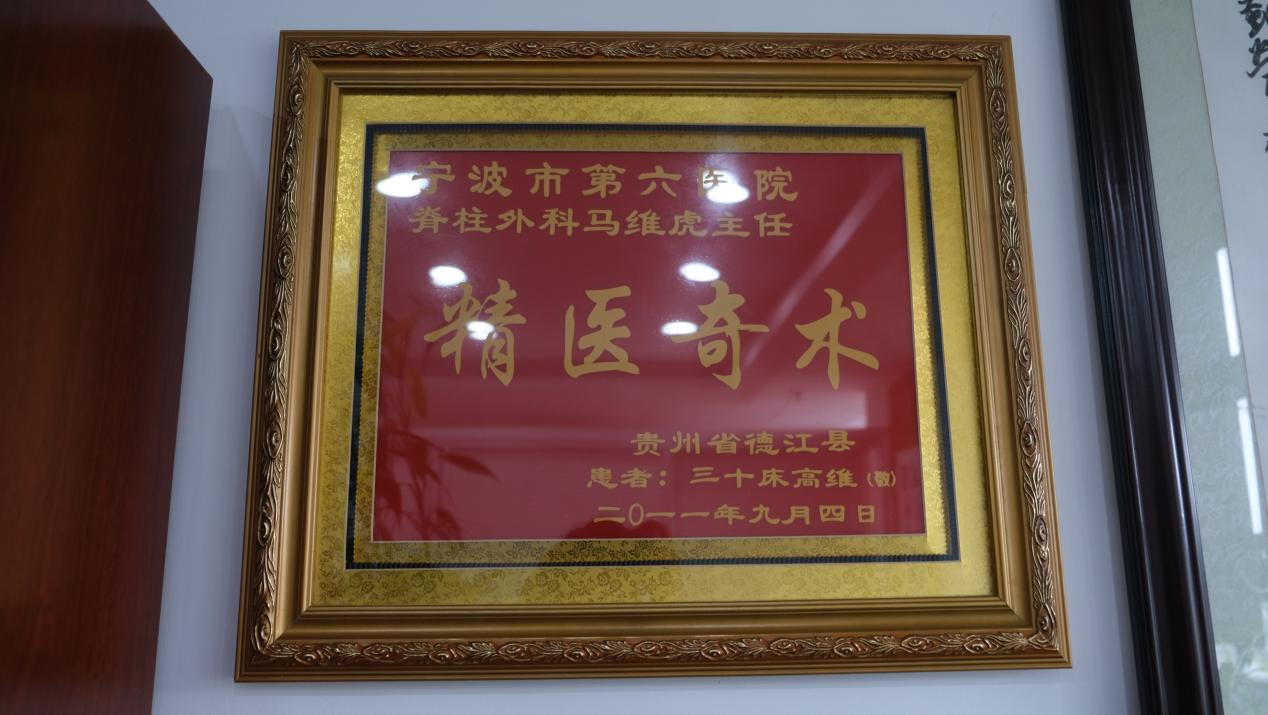 宁波市第六医院
脊柱外科马维虎主任
精医奇术
贵州省德江县
患者：三十床高维（敬）
二〇一一年九月四日